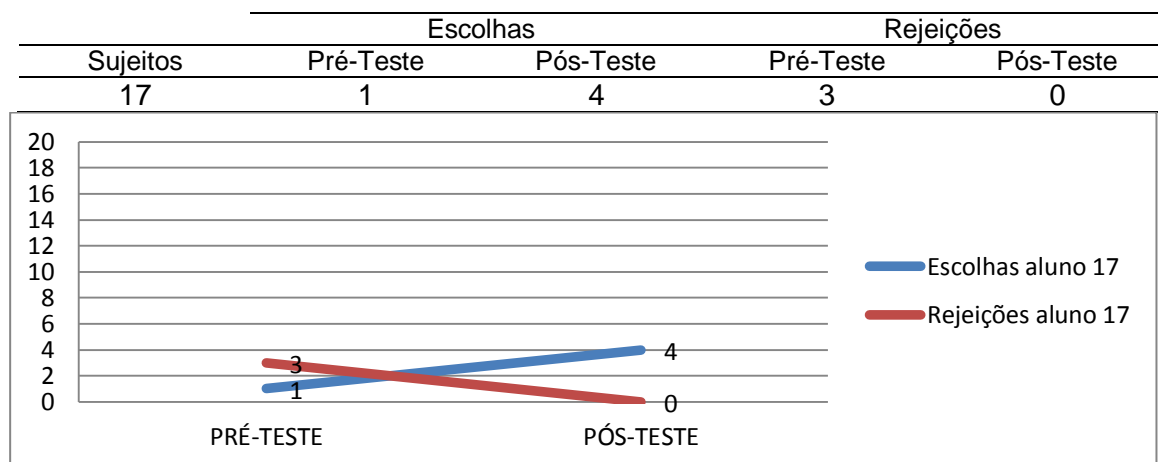 Escolhas Rejeições
Sujeitos Pré-Teste Pós-Teste Pré-Teste Pós-Teste
17 1 4 3 0
20
18
16
14
12
10
8
6
4
2
0
3
1
4
0
PRÉ-TESTE PÓS-TESTE
Escolhas aluno 17
Rejeições aluno 17